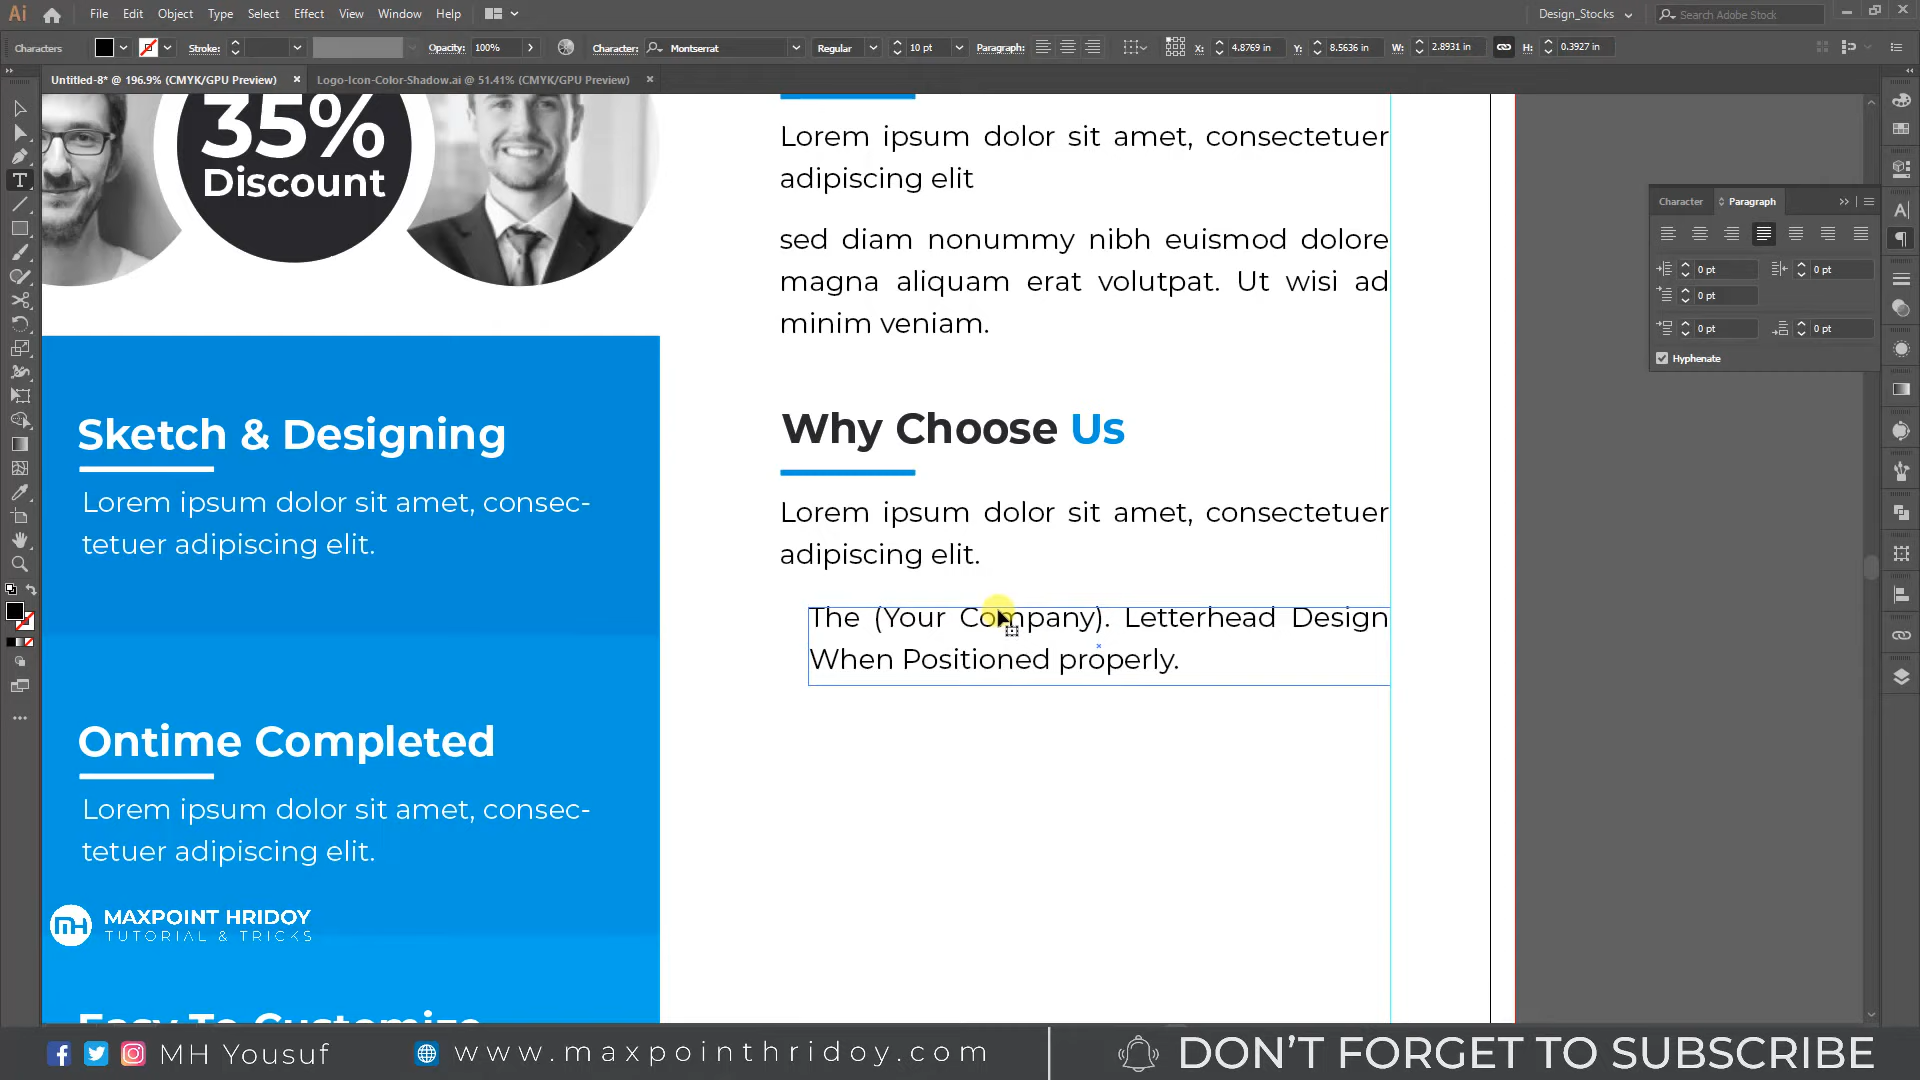 Ai File Edit Object Type Select Effect View Window Help Design_Stocks Search Adobe Stock
Characters Stroke: Opacity: 100% Character: Montserrat Regular 10 pt Paragraph: X: 4.8769 in Y: 8.5636 in W: 2.8931 in H: 0.3927 in
Untitled-8* @ 196.9% (CMYK/GPU Preview) × Logo-Icon-Color-Shadow.ai @ 51.41% (CMYK/GPU Preview) ×
35%
Discount
Sketch & Designing
Lorem ipsum dolor sit amet, consec-
tetuer adipiscing elit.
Ontime Completed
Lorem ipsum dolor sit amet, consec-
tetuer adipiscing elit.
MH MAXPOINT HRIDOY
TUTORIAL & TRICKS
Easy To Customize
Lorem ipsum dolor sit amet, consectetuer
adipiscing elit
sed diam nonummy nibh euismod dolore
magna aliquam erat volutpat. Ut wisi ad
minim veniam.
Why Choose Us
Lorem ipsum dolor sit amet, consectetuer
adipiscing elit.
The (Your Company). Letterhead Design
When Positioned properly.
Character Paragraph
0 pt 0 pt
0 pt
0 pt 0 pt
Hyphenate
MH Yousuf www.maxpointhridoy.com DON'T FORGET TO SUBSCRIBE